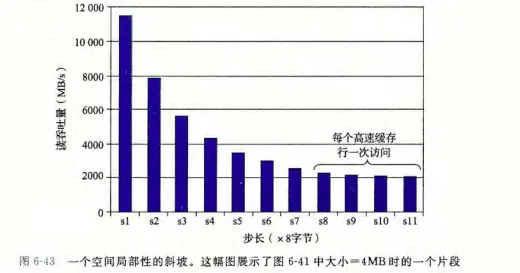 12 000
10 000
8000
6000
4000
2000
0
读吞吐量（MB/s）
每个高速缓存
行一次访问
s1 s2 s3 s4 s5 s6 s7 s8 s9 s10 s11
步长（×8字节）
图 6-43 一个空间局部性的斜坡。这幅图展示了图 6-41 中大小=4MB 时的一个片段